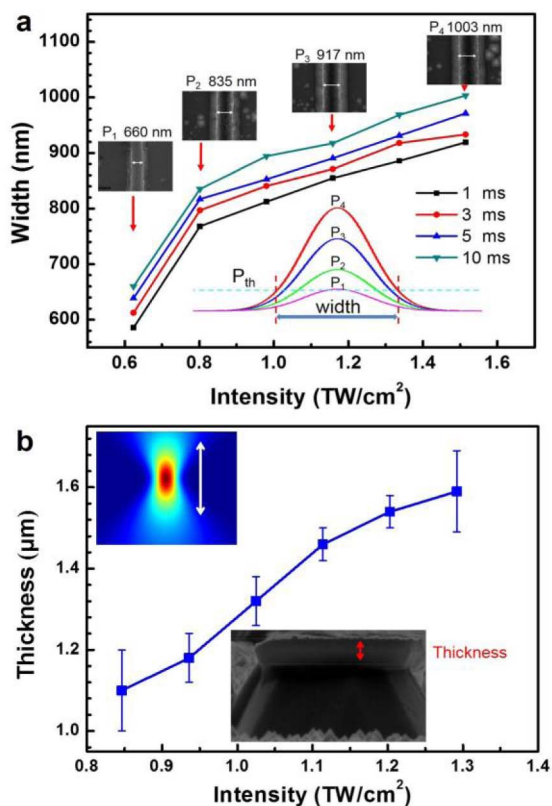 a
1100
1000
900
800
700
600
Width (nm)
P₁ 660 nm
P₂ 835 nm
P₃ 917 nm
P₄ 1003 nm
1 ms
3 ms
5 ms
10 ms
P₄
P₃
P₂
P₁
Pth
width
0.6 0.8 1.0 1.2 1.4 1.6
Intensity (TW/cm²)
b
1.6
1.4
1.2
1.0
Thickness (μm)
Thickness
0.8 0.9 1.0 1.1 1.2 1.3 1.4
Intensity (TW/cm²)